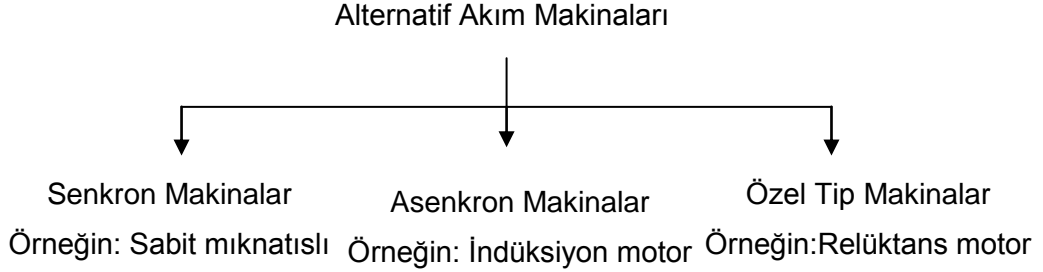 Alternatif Akım Makinaları
Senkron Makinalar
Örneğin: Sabit mıknatıslı
Asenkron Makinalar
Örneğin: İndüksiyon motor
Özel Tip Makinalar
Örneğin:Relüktans motor